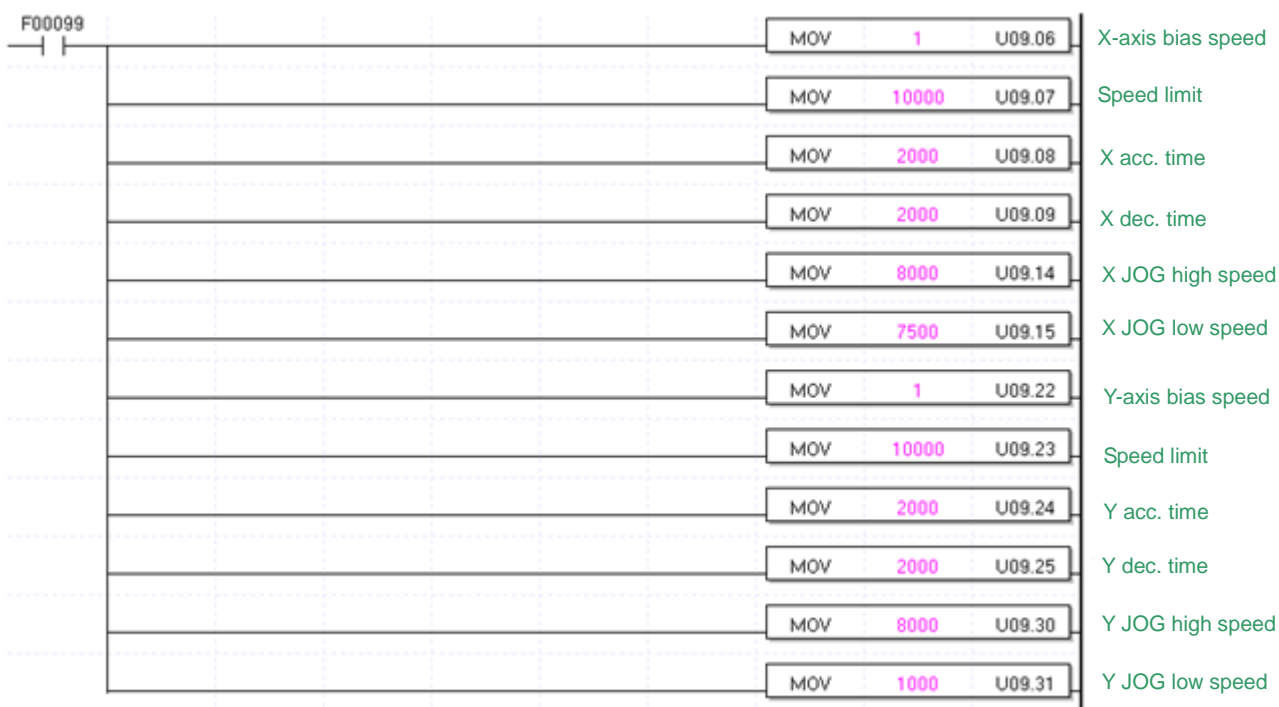 F00099
MOV 1 U09.06 X-axis bias speed
MOV 10000 U09.07 Speed limit
MOV 2000 U09.08 X acc. time
MOV 2000 U09.09 X dec. time
MOV 8000 U09.14 X JOG high speed
MOV 7500 U09.15 X JOG low speed
MOV 1 U09.22 Y-axis bias speed
MOV 10000 U09.23 Speed limit
MOV 2000 U09.24 Y acc. time
MOV 2000 U09.25 Y dec. time
MOV 8000 U09.30 Y JOG high speed
MOV 1000 U09.31 Y JOG low speed